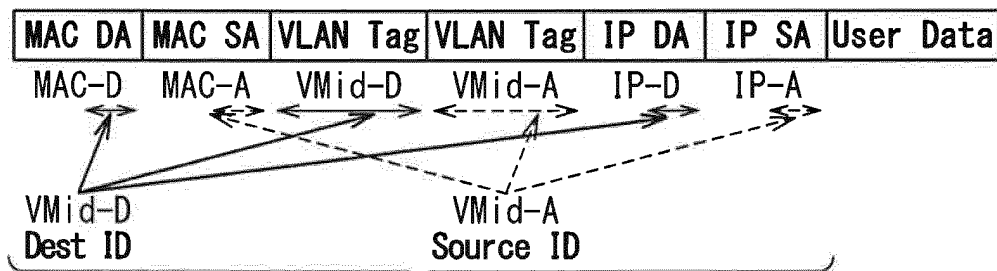 MAC DA MAC SA VLAN Tag VLAN Tag IP DA IP SA User Data
MAC-D MAC-A VMid-D VMid-A IP-D IP-A
VMid-D VMid-A
Dest ID Source ID